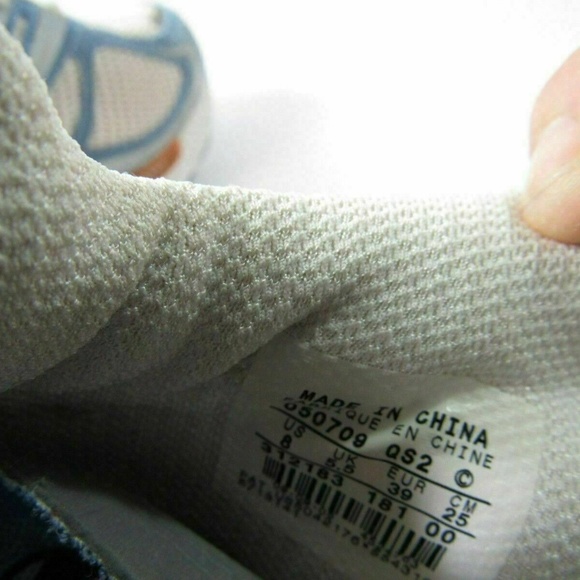 MADE IN CHINA
FABRIQUE EN CHINE
050709 QS2 ©
US UK EUR CM
8 5.5 39 25
312183 181 00